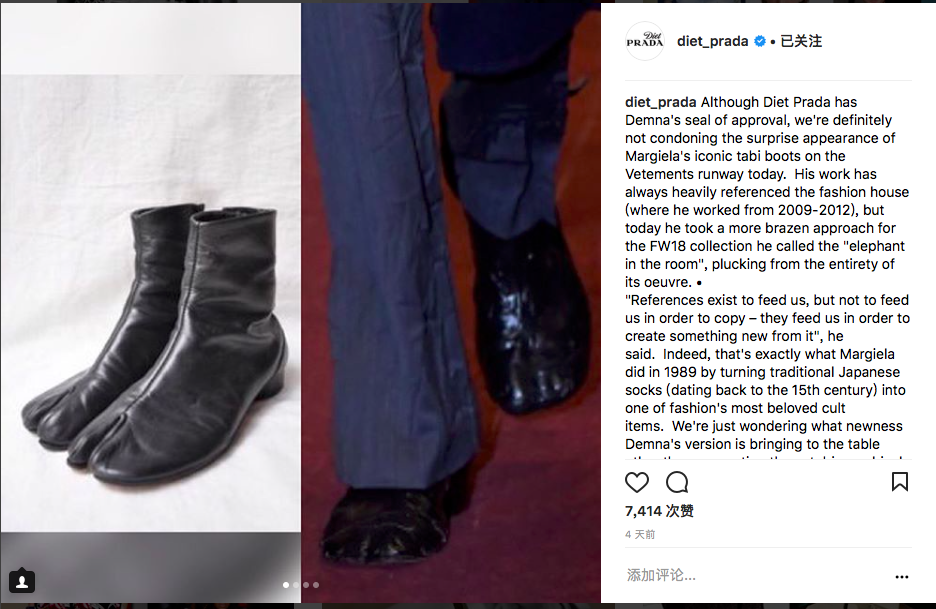 Diet
PRADA
diet_prada • 已关注
diet_prada Although Diet Prada has
Demna's seal of approval, we're definitely
not condoning the surprise appearance of
Margiela's iconic tabi boots on the
Vetements runway today.  His work has
always heavily referenced the fashion house
(where he worked from 2009-2012), but
today he took a more brazen approach for
the FW18 collection he called the "elephant
in the room", plucking from the entirety of
its oeuvre. •
"References exist to feed us, but not to feed
us in order to copy – they feed us in order to
create something new from it", he
said.  Indeed, that's exactly what Margiela
did in 1989 by turning traditional Japanese
socks (dating back to the 15th century) into
one of fashion's most beloved cult
items.  We're just wondering what newness
Demna's version is bringing to the table
7,414 次赞
4 天前
添加评论...